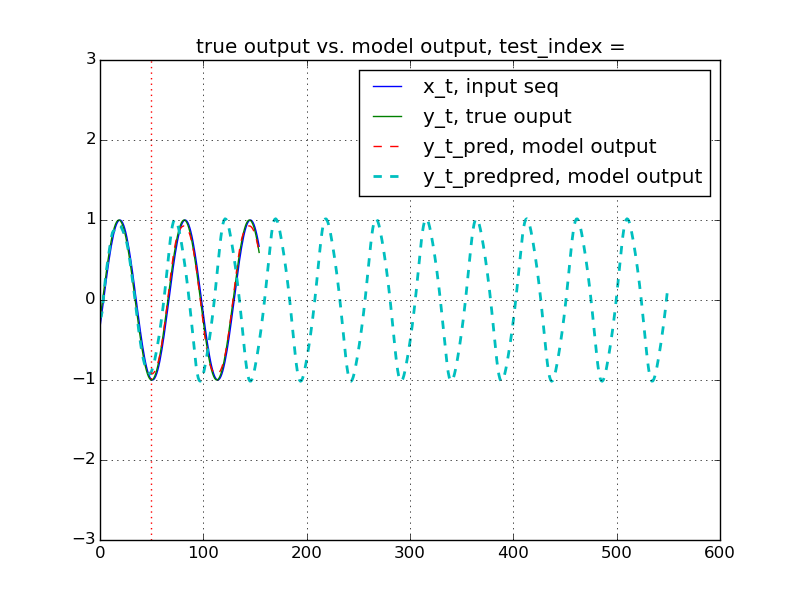 true output vs. model output, test_index =
x_t, input seq
y_t, true ouput
y_t_pred, model output
y_t_predpred, model output
3
2
1
0
−1
−2
−3
0 100 200 300 400 500 600